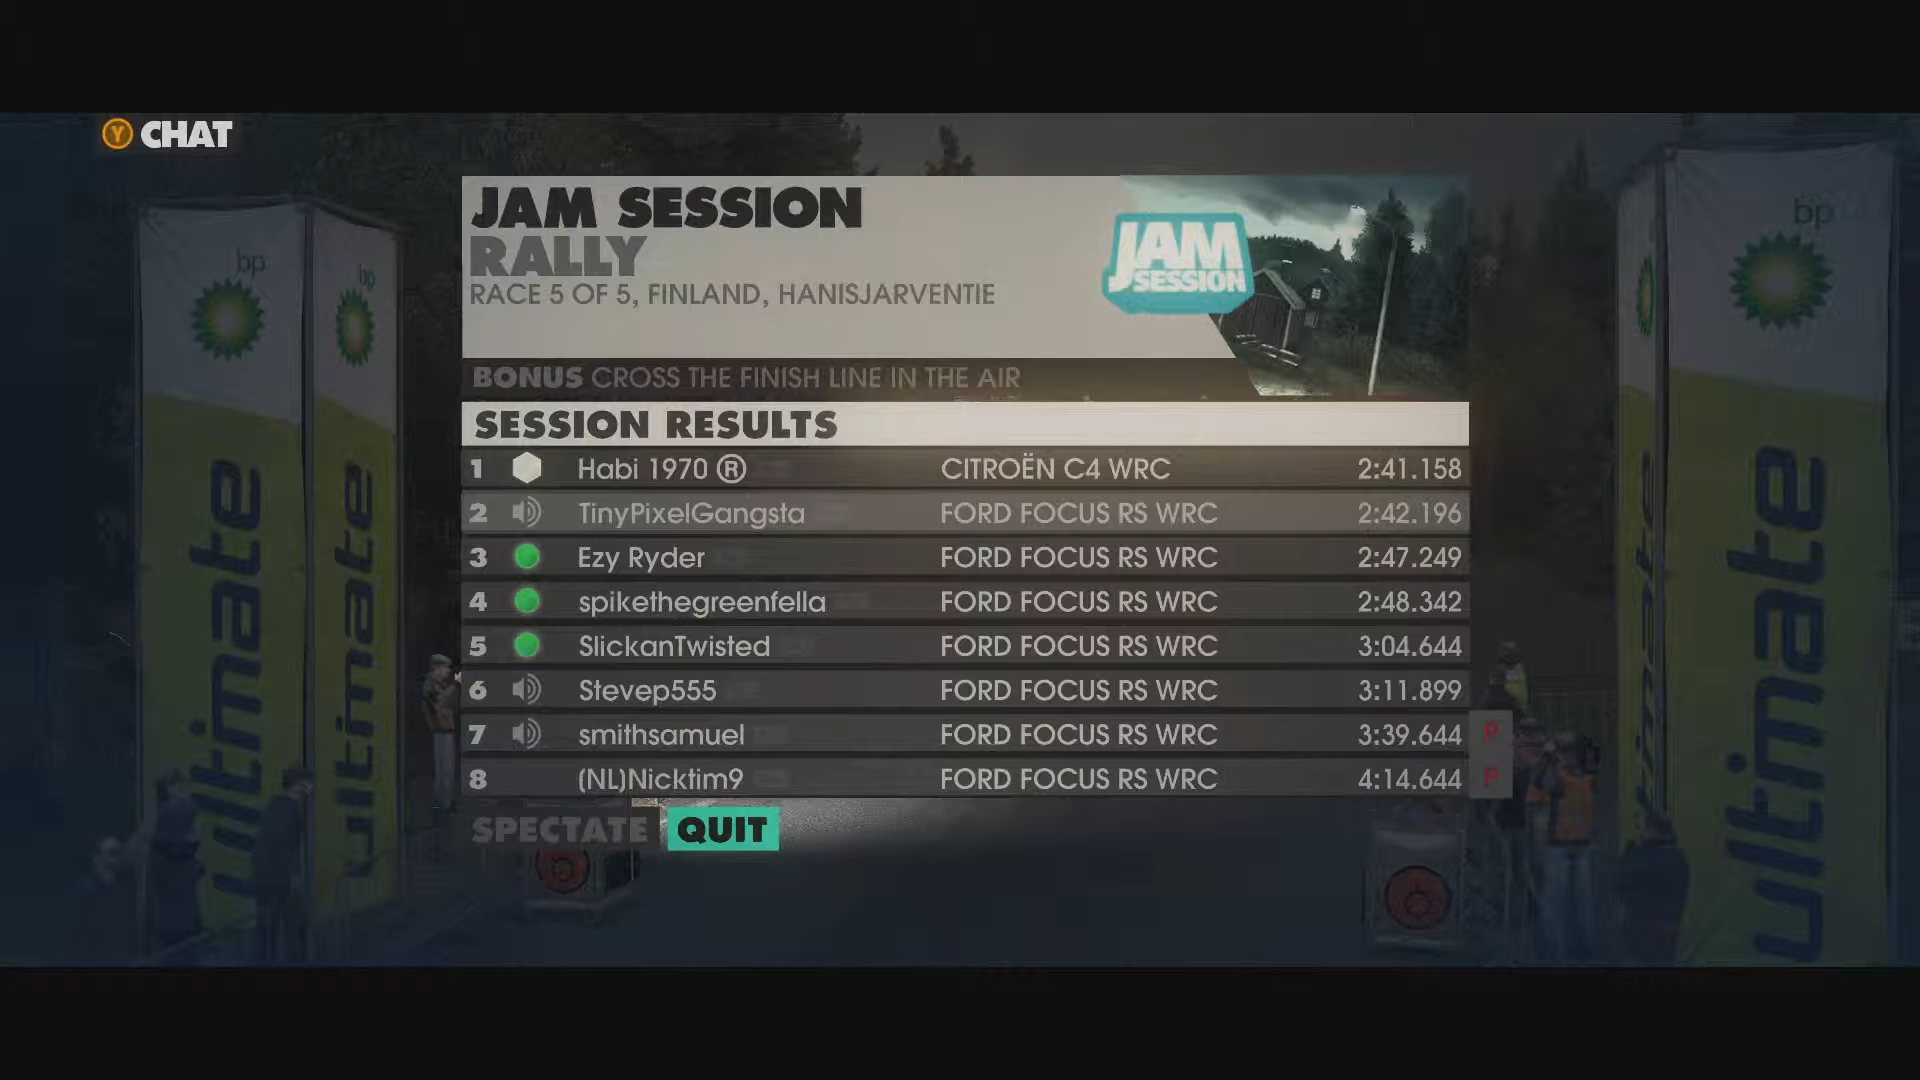 Y CHAT
JAM SESSION
RALLY
RACE 5 OF 5, FINLAND, HANISJARVENTIE
JAM
SESSION
BONUS CROSS THE FINISH LINE IN THE AIR
SESSION RESULTS
1 Habi 1970 ® CITROËN C4 WRC 2:41.158
2 TinyPixelGangsta FORD FOCUS RS WRC 2:42.196
3 Ezy Ryder FORD FOCUS RS WRC 2:47.249
4 spikethegreenfella FORD FOCUS RS WRC 2:48.342
5 SlickanTwisted FORD FOCUS RS WRC 3:04.644
6 Stevep555 FORD FOCUS RS WRC 3:11.899
7 smithsamuel FORD FOCUS RS WRC 3:39.644 P
8 (NL)Nicktim9 FORD FOCUS RS WRC 4:14.644 P
SPECTATE QUIT
bp
ultimate
bp
ultimate
ultimate
bp
ultimate